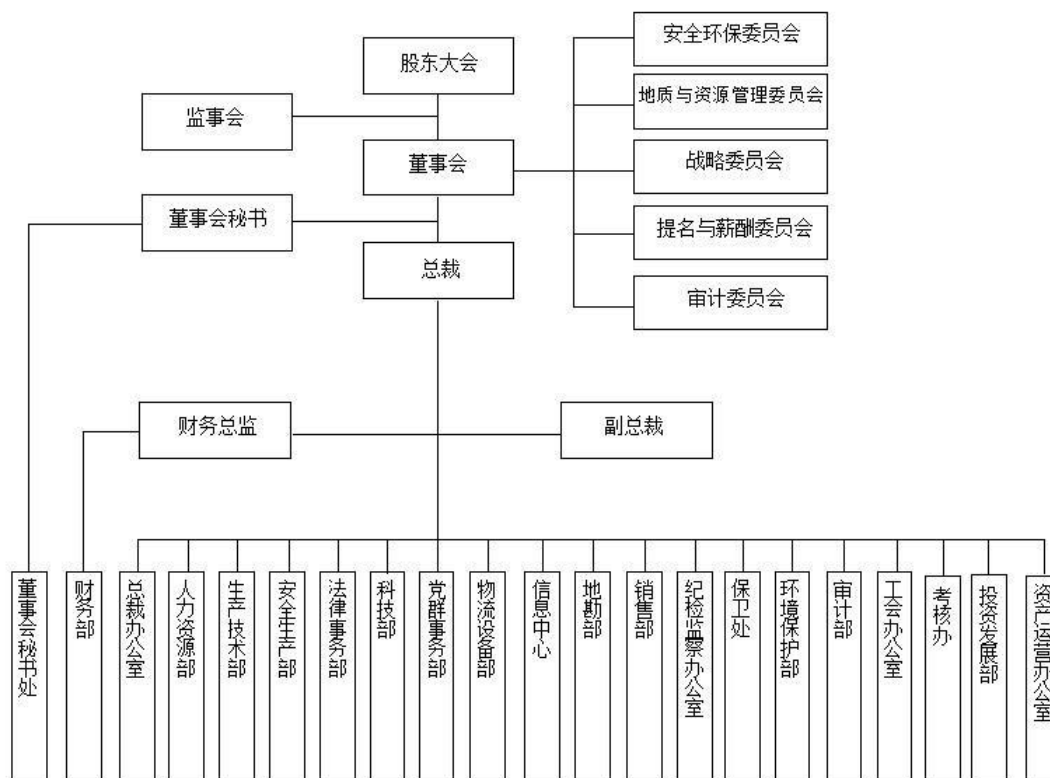 安全环保委员会
股东大会
地质与资源管理委员会
监事会
董事会
战略委员会
董事会秘书
提名与薪酬委员会
总裁
审计委员会
财务总监
副总裁
董事会秘书处
财务部
总裁办公室
人力资源部
生产技术部
安全生产部
法律事务部
科技部
党群事务部
物流设备部
信息中心
地勘部
销售部
纪检监察办公室
保卫处
环境保护部
审计部
工会办公室
考核办
投资发展部
资产运营办公室